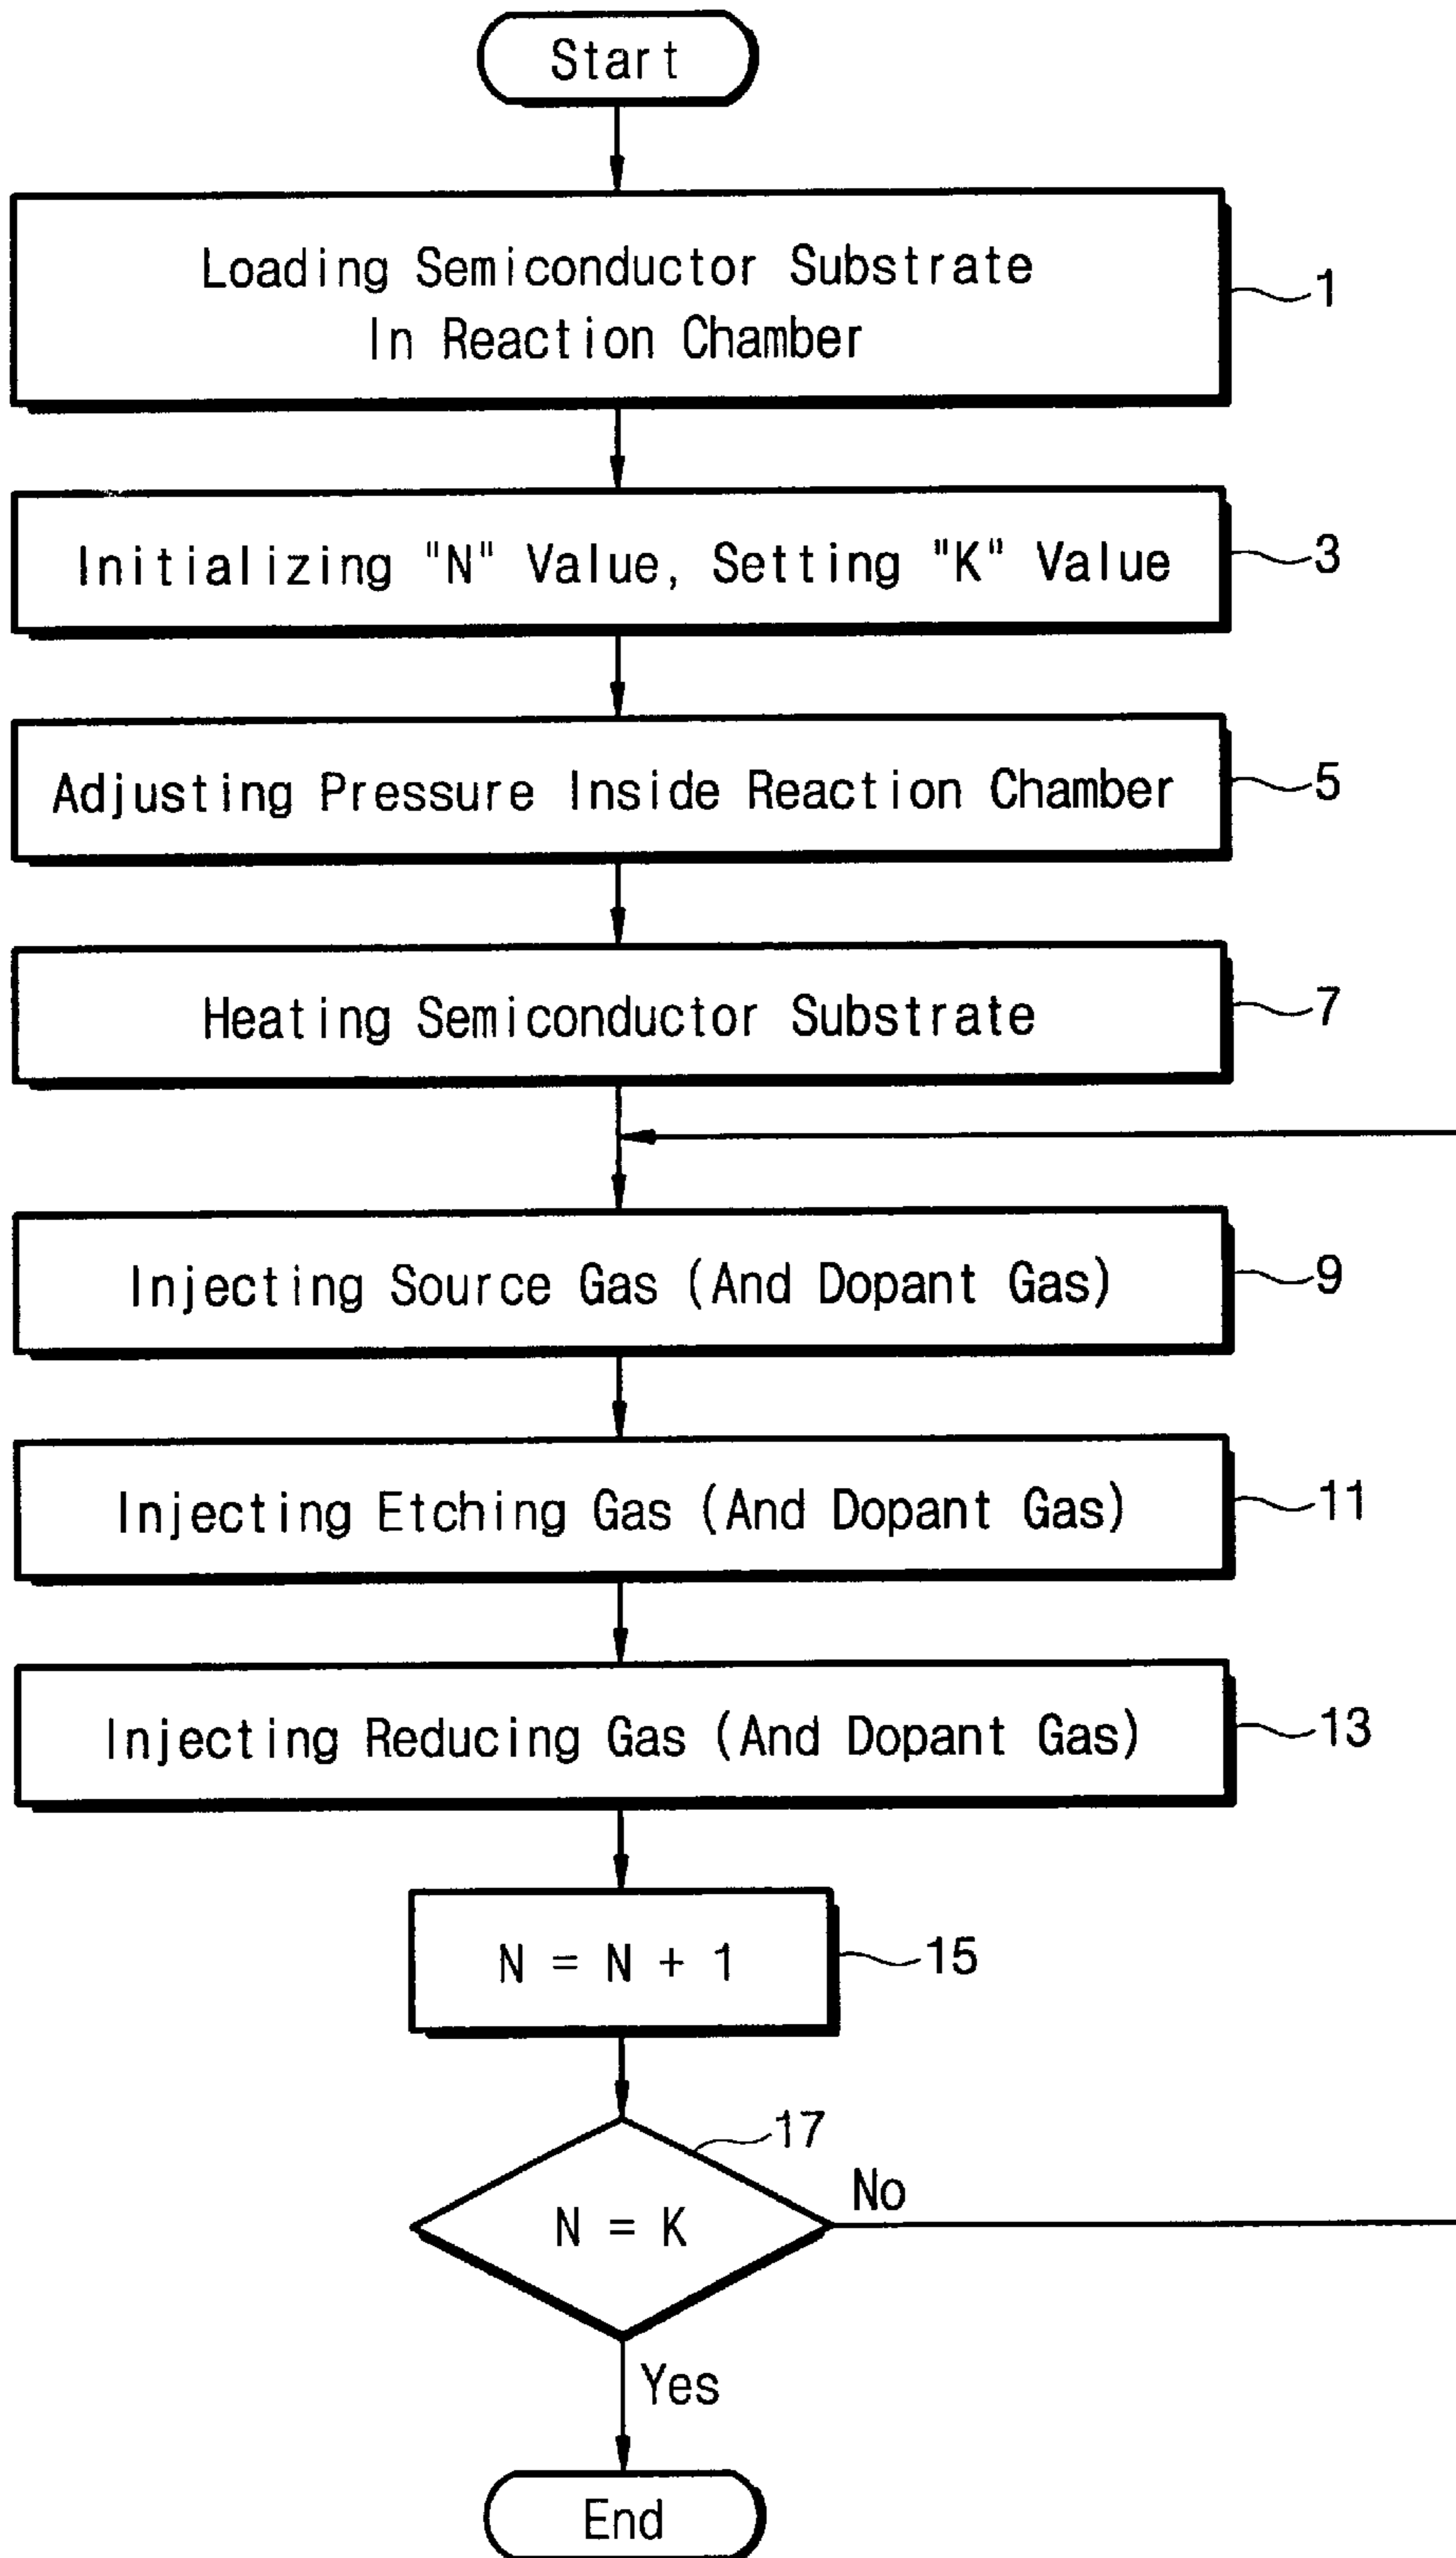 Start
Loading Semiconductor Substrate
In Reaction Chamber
1
Initializing "N" Value, Setting "K" Value
3
Adjusting Pressure Inside Reaction Chamber
5
Heating Semiconductor Substrate
7
Injecting Source Gas (And Dopant Gas)
9
Injecting Etching Gas (And Dopant Gas)
11
Injecting Reducing Gas (And Dopant Gas)
13
N = N + 1
15
17
N = K
No
Yes
End